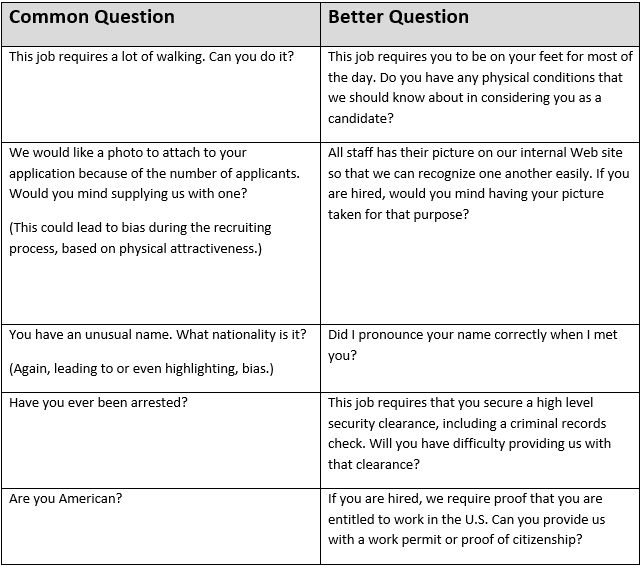 Common Question
Better Question
This job requires a lot of walking. Can you do it?
This job requires you to be on your feet for most of
the day. Do you have any physical conditions that
we should know about in considering you as a
candidate?
We would like a photo to attach to your
application because of the number of applicants.
Would you mind supplying us with one?
(This could lead to bias during the recruiting
process, based on physical attractiveness.)
All staff has their picture on our internal Web site
so that we can recognize one another easily. If you
are hired, would you mind having your picture
taken for that purpose?
You have an unusual name. What nationality is it?
(Again, leading to or even highlighting, bias.)
Did I pronounce your name correctly when I met
you?
Have you ever been arrested?
This job requires that you secure a high level
security clearance, including a criminal records
check. Will you have difficulty providing us with
that clearance?
Are you American?
If you are hired, we require proof that you are
entitled to work in the U.S. Can you provide us
with a work permit or proof of citizenship?